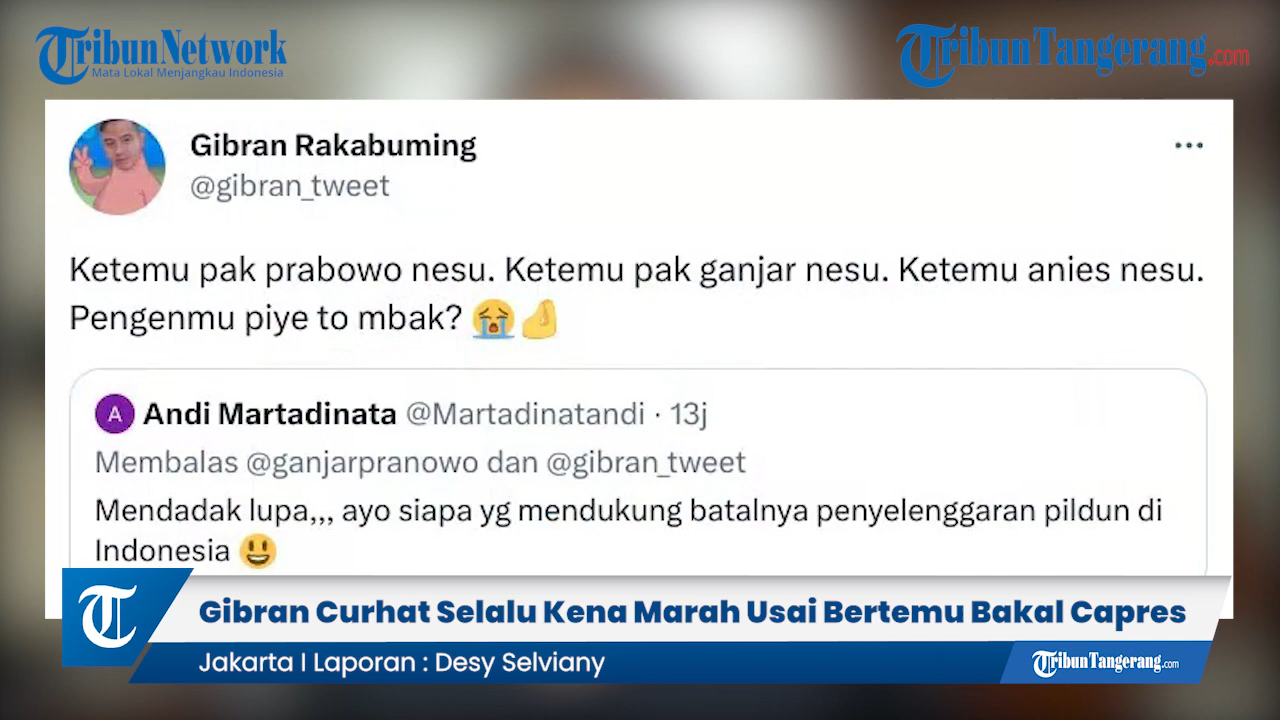 Tribun Network
Mata Lokal Menjangkau Indonesia
TribunTangerang.com
Gibran Rakabuming
@gibran_tweet
Ketemu pak prabowo nesu. Ketemu pak ganjar nesu. Ketemu anies nesu.
Pengenmu piye to mbak? 😭🤌
A Andi Martadinata @Martadinatandi · 13j
Membalas @ganjarpranowo dan @gibran_tweet
Mendadak lupa,,, ayo siapa yg mendukung batalnya penyelenggaran pildun di
Indonesia 😃
T Gibran Curhat Selalu Kena Marah Usai Bertemu Bakal Capres
Jakarta I Laporan : Desy Selviany
TribunTangerang.com